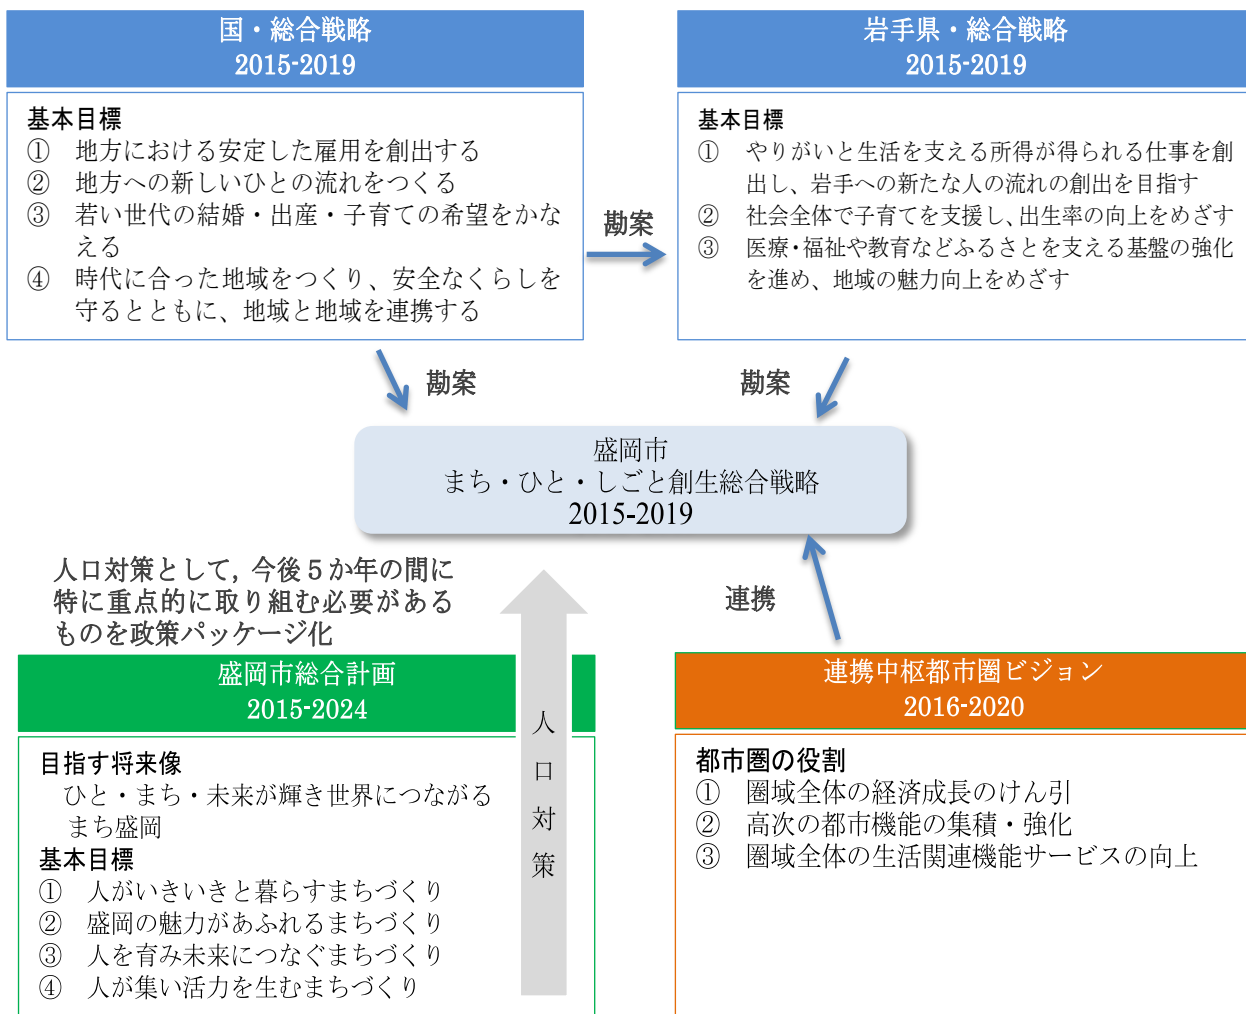 国・総合戦略
2015-2019
基本目標
① 地方における安定した雇用を創出する
② 地方への新しいひとの流れをつくる
③ 若い世代の結婚・出産・子育ての希望をかな
える
④ 時代に合った地域をつくり、安全なくらしを
守るとともに、地域と地域を連携する
勘案
岩手県・総合戦略
2015-2019
基本目標
① やりがいと生活を支える所得が得られる仕事を創
出し、岩手への新たな人の流れの創出を目指す
② 社会全体で子育てを支援し、出生率の向上をめざす
③ 医療・福祉や教育などふるさとを支える基盤の強化
を進め、地域の魅力向上をめざす
勘案
勘案
盛岡市
まち・ひと・しごと創生総合戦略
2015-2019
人口対策として,今後５か年の間に
特に重点的に取り組む必要がある
ものを政策パッケージ化
連携
盛岡市総合計画
2015-2024
目指す将来像
ひと・まち・未来が輝き世界につながる
まち盛岡
基本目標
① 人がいきいきと暮らすまちづくり
② 盛岡の魅力があふれるまちづくり
③ 人を育み未来につなぐまちづくり
④ 人が集い活力を生むまちづくり
人口対策
連携中枢都市圏ビジョン
2016-2020
都市圏の役割
① 圏域全体の経済成長のけん引
② 高次の都市機能の集積・強化
③ 圏域全体の生活関連機能サービスの向上